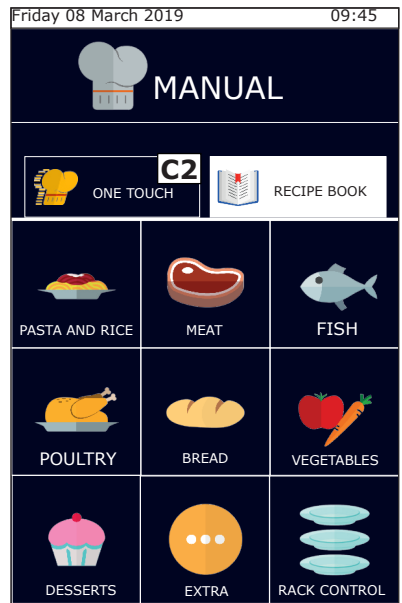 Friday 08 March 2019 09:45
MANUAL
C2
ONE TOUCH RECIPE BOOK
PASTA AND RICE MEAT FISH
POULTRY BREAD VEGETABLES
DESSERTS EXTRA RACK CONTROL